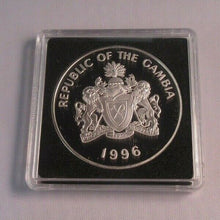 REPUBLIC OF THE GAMBIA
1996